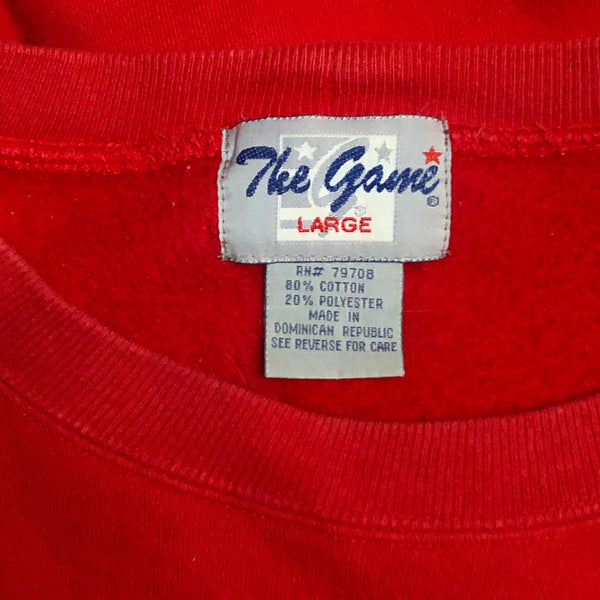 The Game
LARGE
RN# 79708
80% COTTON
20% POLYESTER
MADE IN
DOMINICAN REPUBLIC
SEE REVERSE FOR CARE